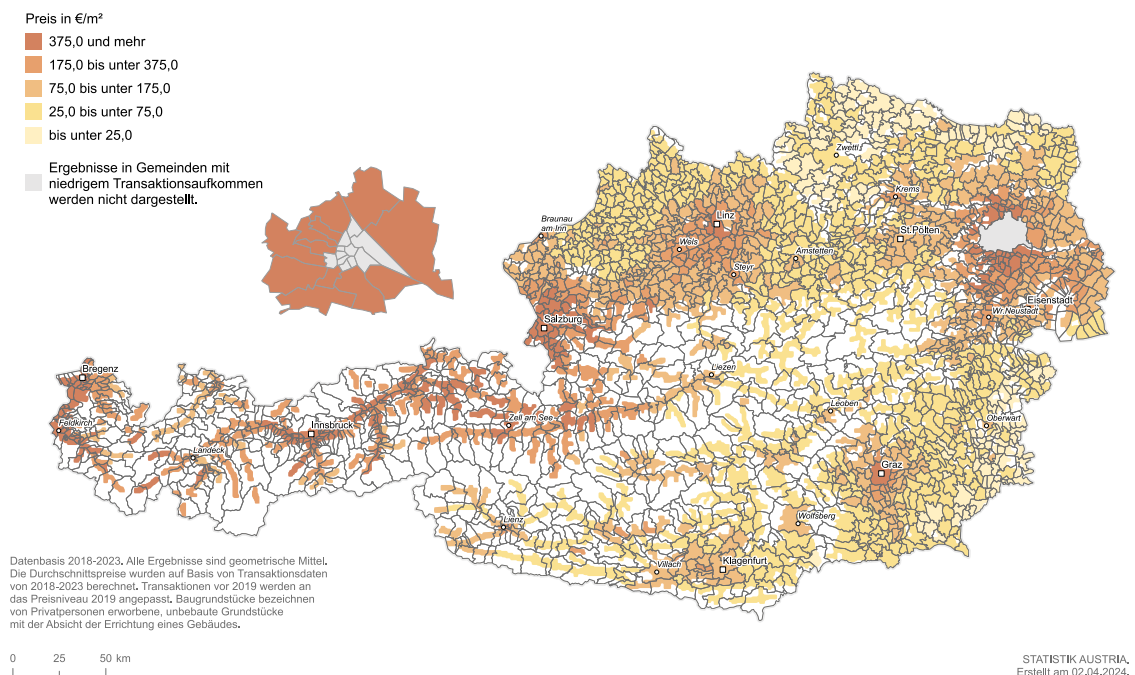 Preis in €/m²
375,0 und mehr
175,0 bis unter 375,0
75,0 bis unter 175,0
25,0 bis unter 75,0
bis unter 25,0
Ergebnisse in Gemeinden mit
niedrigem Transaktionsaufkommen
werden nicht dargestellt.
Zwettl
Krems
Linz
Braunau
am Inn
St.Pölten
Wels
Amstetten
Steyr
Eisenstadt
Wr.Neustadt
Salzburg
Bregenz
Liezen
Leoben
Zell am See
Oberwart
Feldkirch
Innsbruck
Landeck
Graz
Wolfsberg
Lienz
Klagenfurt
Villach
Datenbasis 2018-2023. Alle Ergebnisse sind geometrische Mittel.
Die Durchschnittspreise wurden auf Basis von Transaktionsdaten
von 2018-2023 berechnet. Transaktionen vor 2019 werden an
das Preisniveau 2019 angepasst. Baugrundstücke bezeichnen
von Privatpersonen erworbene, unbebaute Grundstücke
mit der Absicht der Errichtung eines Gebäudes.
0 25 50 km
STATISTIK AUSTRIA.
Erstellt am 02.04.2024.